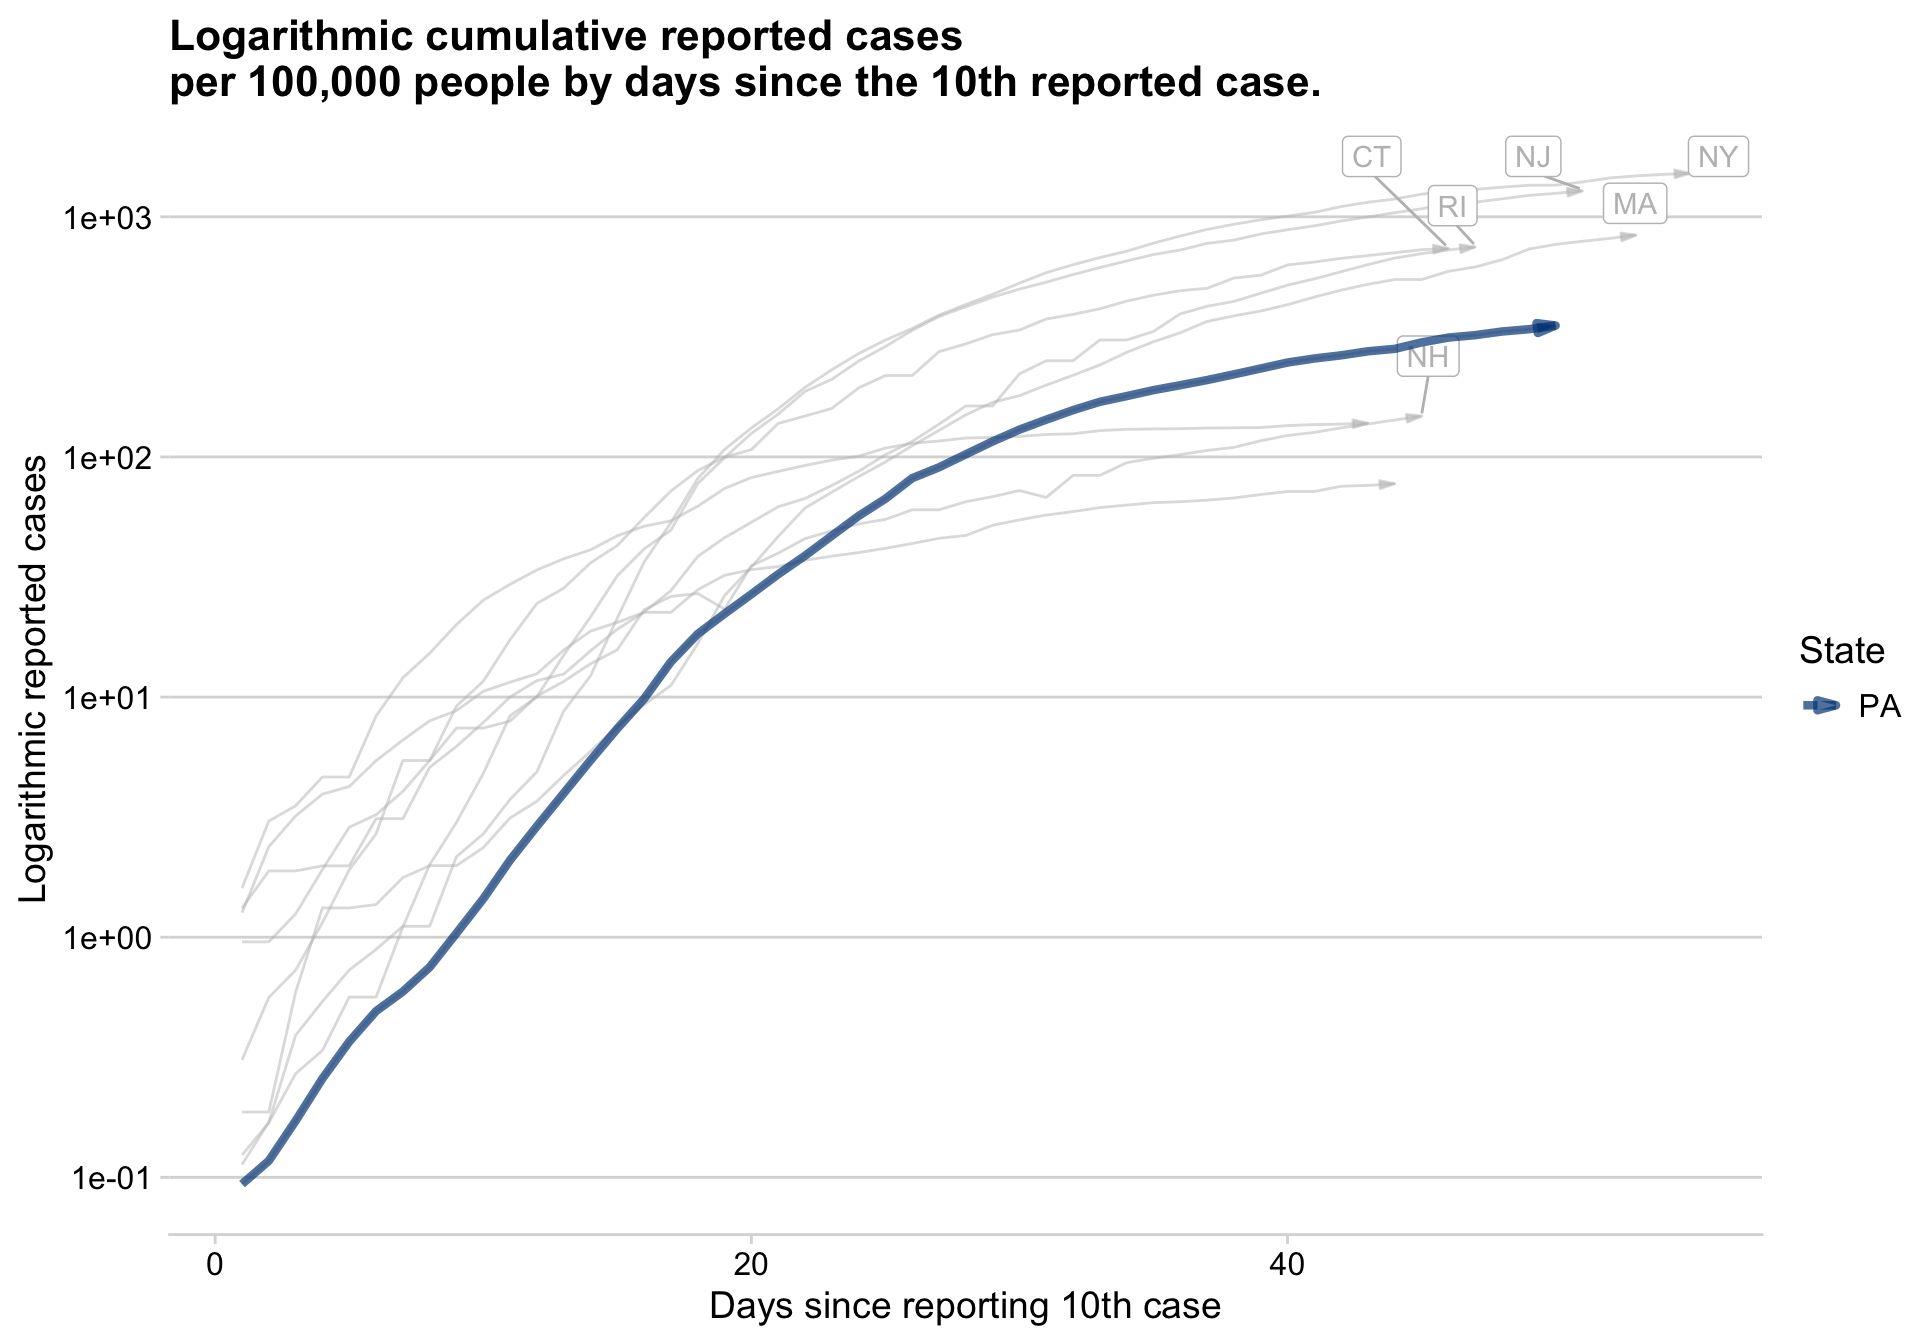 Logarithmic cumulative reported cases
per 100,000 people by days since the 10th reported case.
CT
NJ
NY
RI
MA
NH
1e+03
1e+02
1e+01
1e+00
1e-01
Logarithmic reported cases
0
20
40
Days since reporting 10th case
State
PA